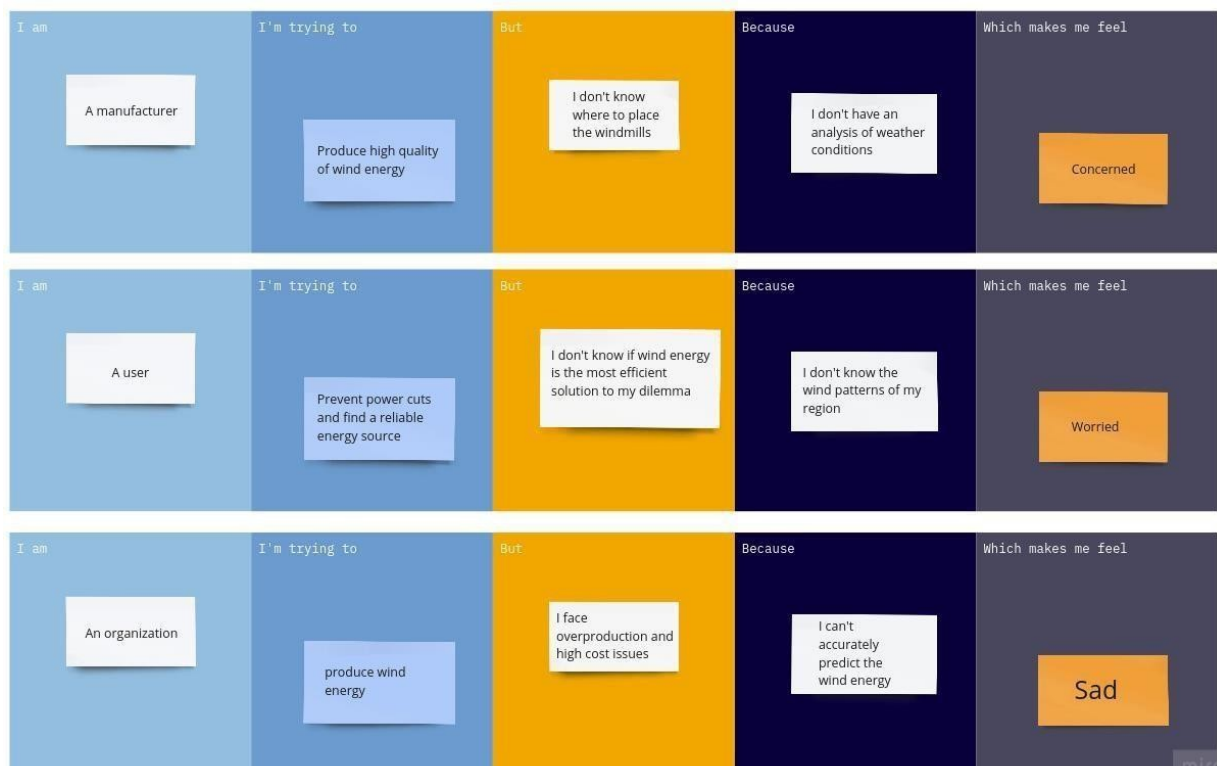 I am
I'm trying to
But
Because
Which makes me feel
A manufacturer
Produce high quality
of wind energy
I don't know
where to place
the windmills
I don't have an
analysis of weather
conditions
Concerned
I am
I'm trying to
But
Because
Which makes me feel
A user
Prevent power cuts
and find a reliable
energy source
I don't know if wind energy
is the most efficient
solution to my dilemma
I don't know the
wind patterns of my
region
Worried
I am
I'm trying to
But
Because
Which makes me feel
An organization
produce wind
energy
I face
overproduction and
high cost issues
I can't
accurately
predict the
wind energy
Sad